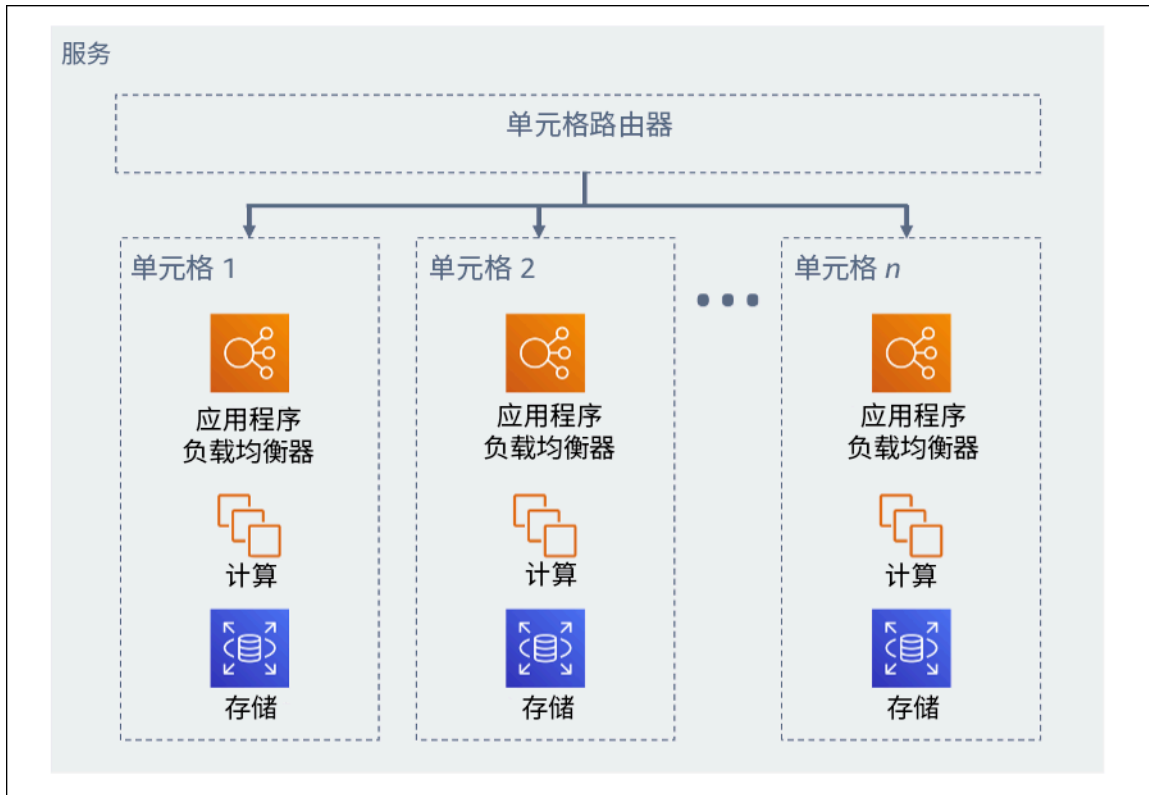 服务
单元格路由器
单元格 1
单元格 2
单元格 n
应用程序
负载均衡器
应用程序
负载均衡器
应用程序
负载均衡器
计算
计算
计算
存储
存储
存储